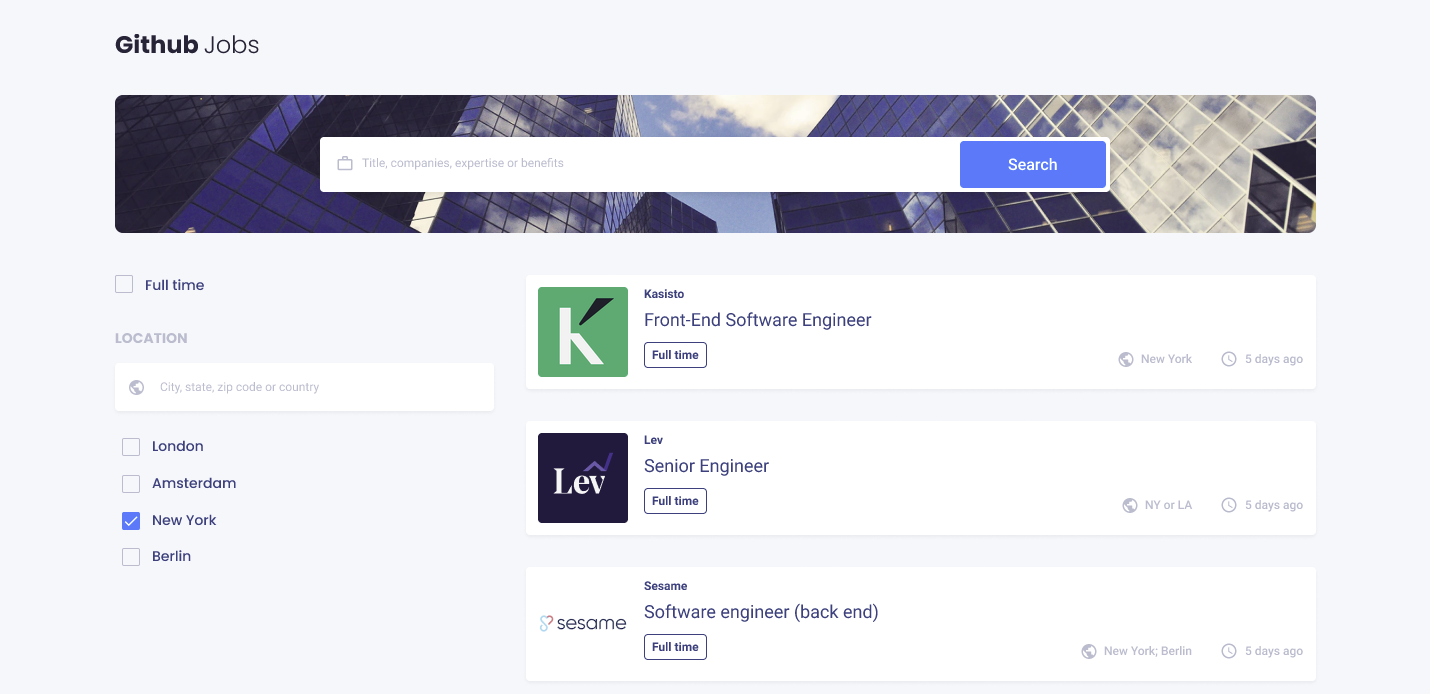 Github Jobs
Title, companies, expertise or benefits
Search
Full time
LOCATION
City, state, zip code or country
London
Amsterdam
New York
Berlin
K
Kasisto
Front-End Software Engineer
Full time
New York
5 days ago
Lev
Lev
Senior Engineer
Full time
NY or LA
5 days ago
sesame
Sesame
Software engineer (back end)
Full time
New York; Berlin
5 days ago